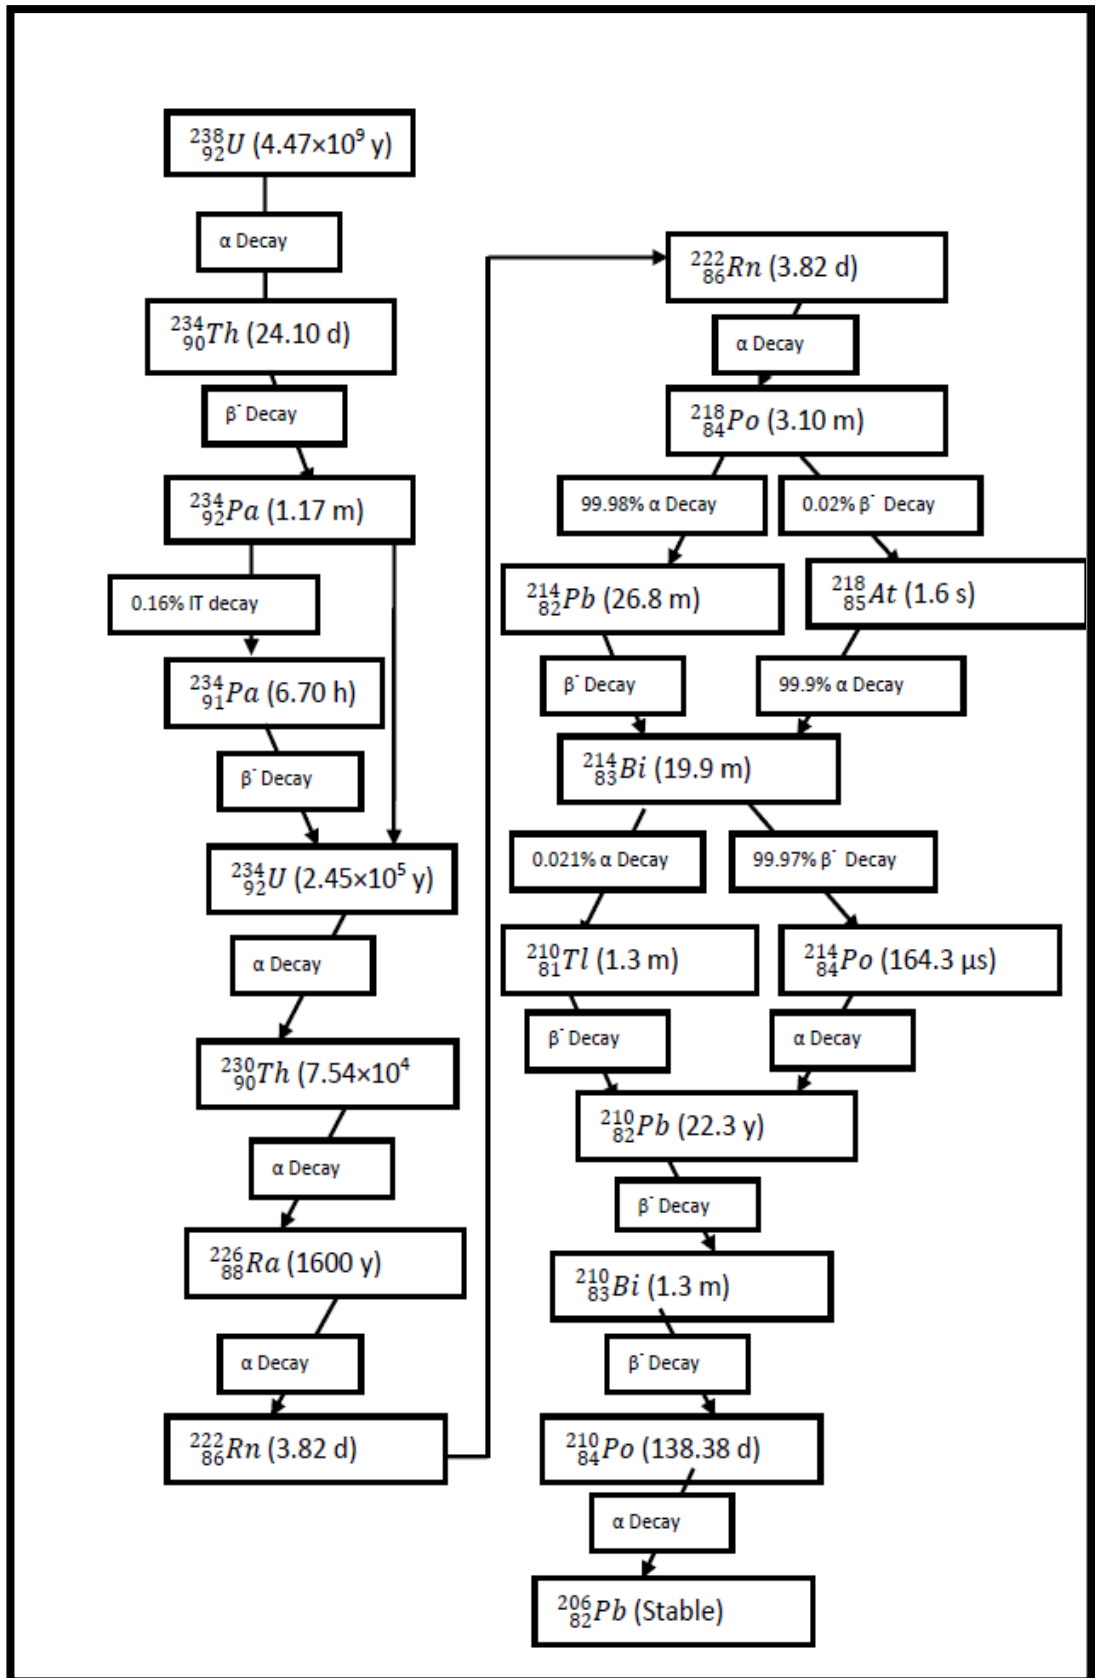 ²³⁸₉₂U (4.47×10⁹ y)
α Decay
²³⁴₉₀Th (24.10 d)
β⁻ Decay
²³⁴₉₂Pa (1.17 m)
0.16% IT decay
²³⁴₉₁Pa (6.70 h)
β⁻ Decay
²³⁴₉₂U (2.45×10⁵ y)
α Decay
²³⁰₉₀Th (7.54×10⁴
α Decay
²²⁶₈₈Ra (1600 y)
α Decay
²²²₈₆Rn (3.82 d)
²²²₈₆Rn (3.82 d)
α Decay
²¹⁸₈₄Po (3.10 m)
99.98% α Decay
0.02% β⁻ Decay
²¹⁴₈₂Pb (26.8 m)
²¹⁸₈₅At (1.6 s)
β⁻ Decay
99.9% α Decay
²¹⁴₈₃Bi (19.9 m)
0.021% α Decay
99.97% β⁻ Decay
²¹⁰₈₁Tl (1.3 m)
²¹⁴₈₄Po (164.3 µs)
β⁻ Decay
α Decay
²¹⁰₈₂Pb (22.3 y)
β⁻ Decay
²¹⁰₈₃Bi (1.3 m)
β⁻ Decay
²¹⁰₈₄Po (138.38 d)
α Decay
²⁰⁶₈₂Pb (Stable)